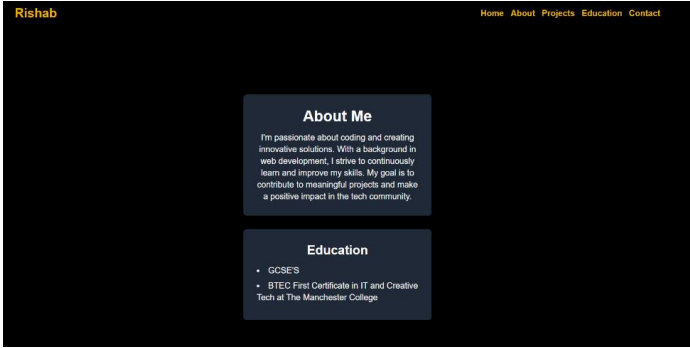 Rishab
Home About Projects Education Contact
About Me
I'm passionate about coding and creating
innovative solutions. With a background in
web development, I strive to continuously
learn and improve my skills. My goal is to
contribute to meaningful projects and make
a positive impact in the tech community.
Education
• GCSE'S
• BTEC First Certificate in IT and Creative
Tech at The Manchester College